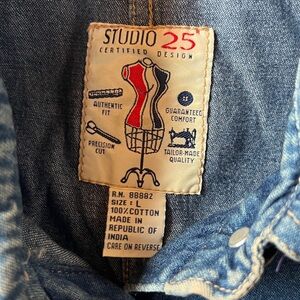 STUDIO 25
CERTIFIED DESIGN
AUTHENTIC
FIT
GUARANTEED
COMFORT
PRECISION
CUT
TAILOR-MADE
QUALITY
R.N. 88882
SIZE: L
100% COTTON
MADE IN
REPUBLIC OF
INDIA
CARE ON REVERSE